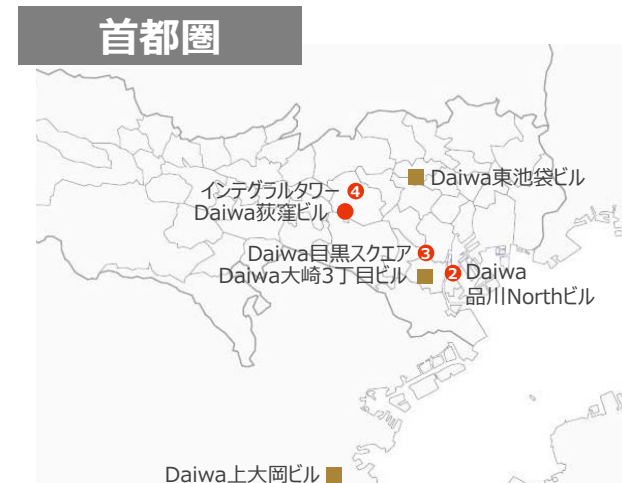 首都圏
Daiwa東池袋ビル
インテグラルタワー ❹
Daiwa荻窪ビル
Daiwa目黒スクエア ❸
Daiwa大崎3丁目ビル
❷ Daiwa
品川Northビル
Daiwa上大岡ビル